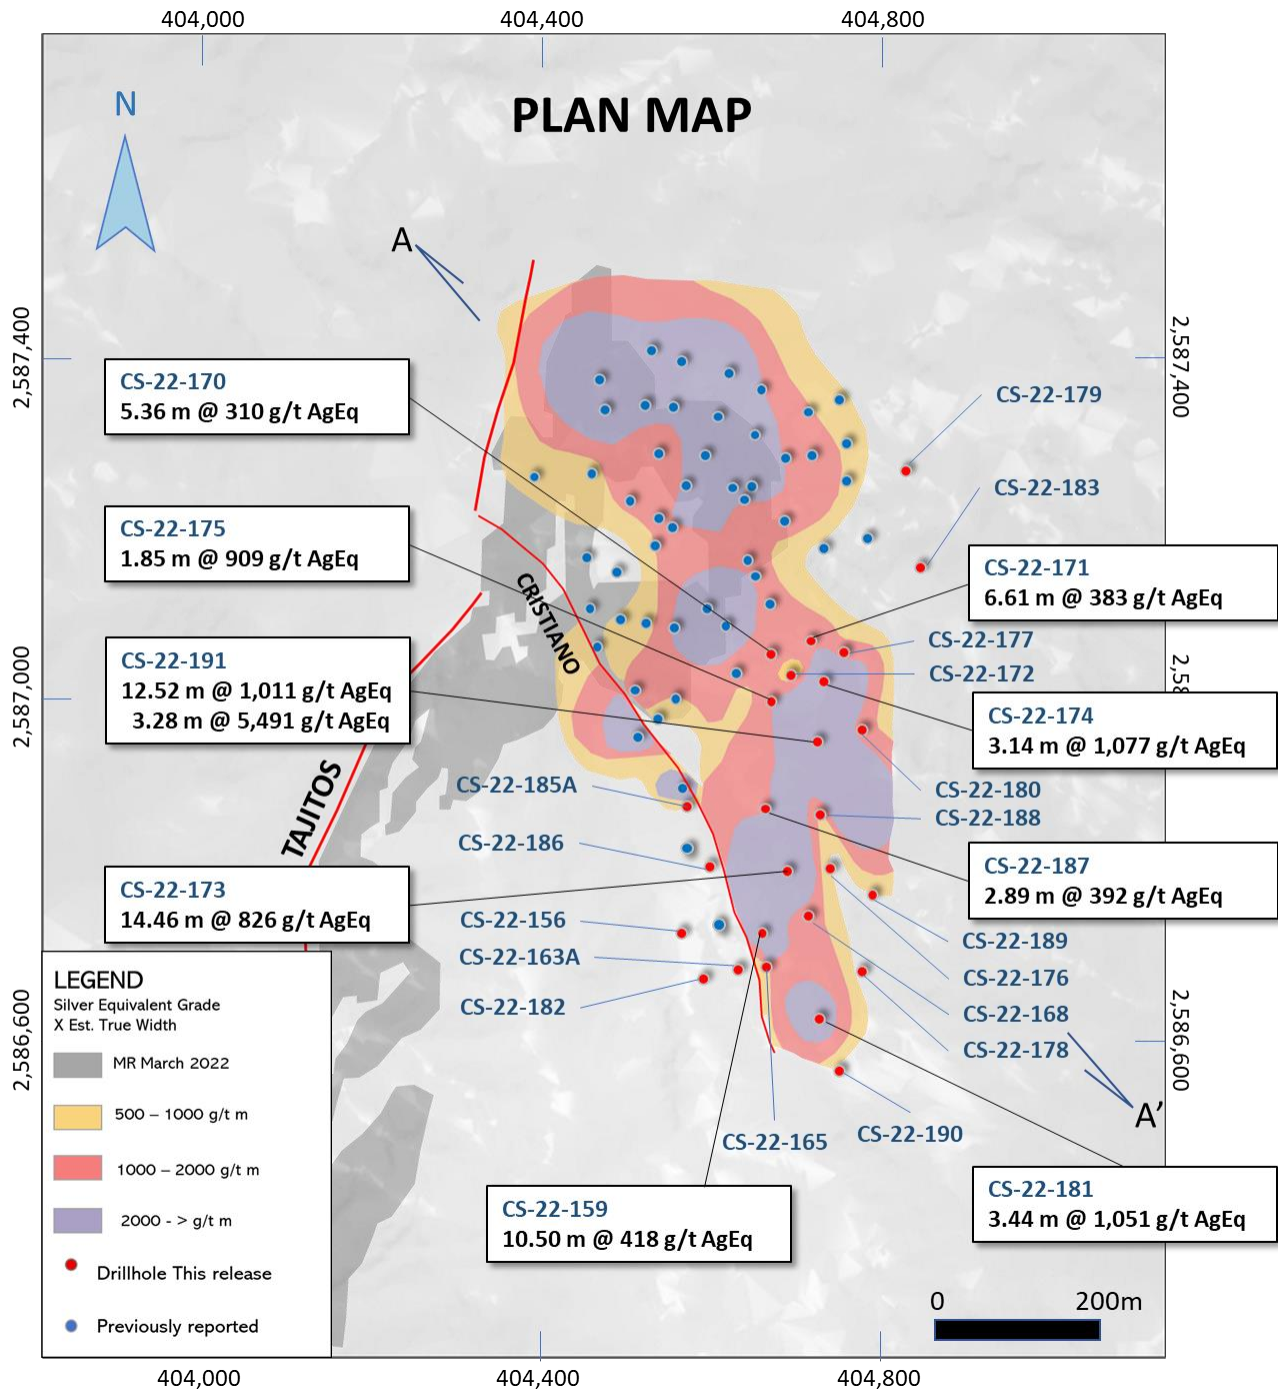 404,000
404,400
404,800
PLAN MAP
N
A
2,587,400
2,587,400
CS-22-170
5.36 m @ 310 g/t AgEq
CS-22-179
CS-22-183
CS-22-175
1.85 m @ 909 g/t AgEq
CS-22-171
6.61 m @ 383 g/t AgEq
CRISTIANO
CS-22-177
CS-22-172
CS-22-191
12.52 m @ 1,011 g/t AgEq
3.28 m @ 5,491 g/t AgEq
2,587,000
2,58
CS-22-174
3.14 m @ 1,077 g/t AgEq
TAJITOS
CS-22-185A
CS-22-180
CS-22-188
CS-22-186
CS-22-187
2.89 m @ 392 g/t AgEq
CS-22-173
14.46 m @ 826 g/t AgEq
CS-22-156
CS-22-189
CS-22-163A
CS-22-176
CS-22-182
CS-22-168
CS-22-178
2,586,600
2,586,600
A'
CS-22-165
CS-22-190
CS-22-181
3.44 m @ 1,051 g/t AgEq
CS-22-159
10.50 m @ 418 g/t AgEq
LEGEND
Silver Equivalent Grade
X Est. True Width
MR March 2022
500 – 1000 g/t m
1000 – 2000 g/t m
2000 - > g/t m
Drillhole This release
Previously reported
0
200m
404,000
404,400
404,800